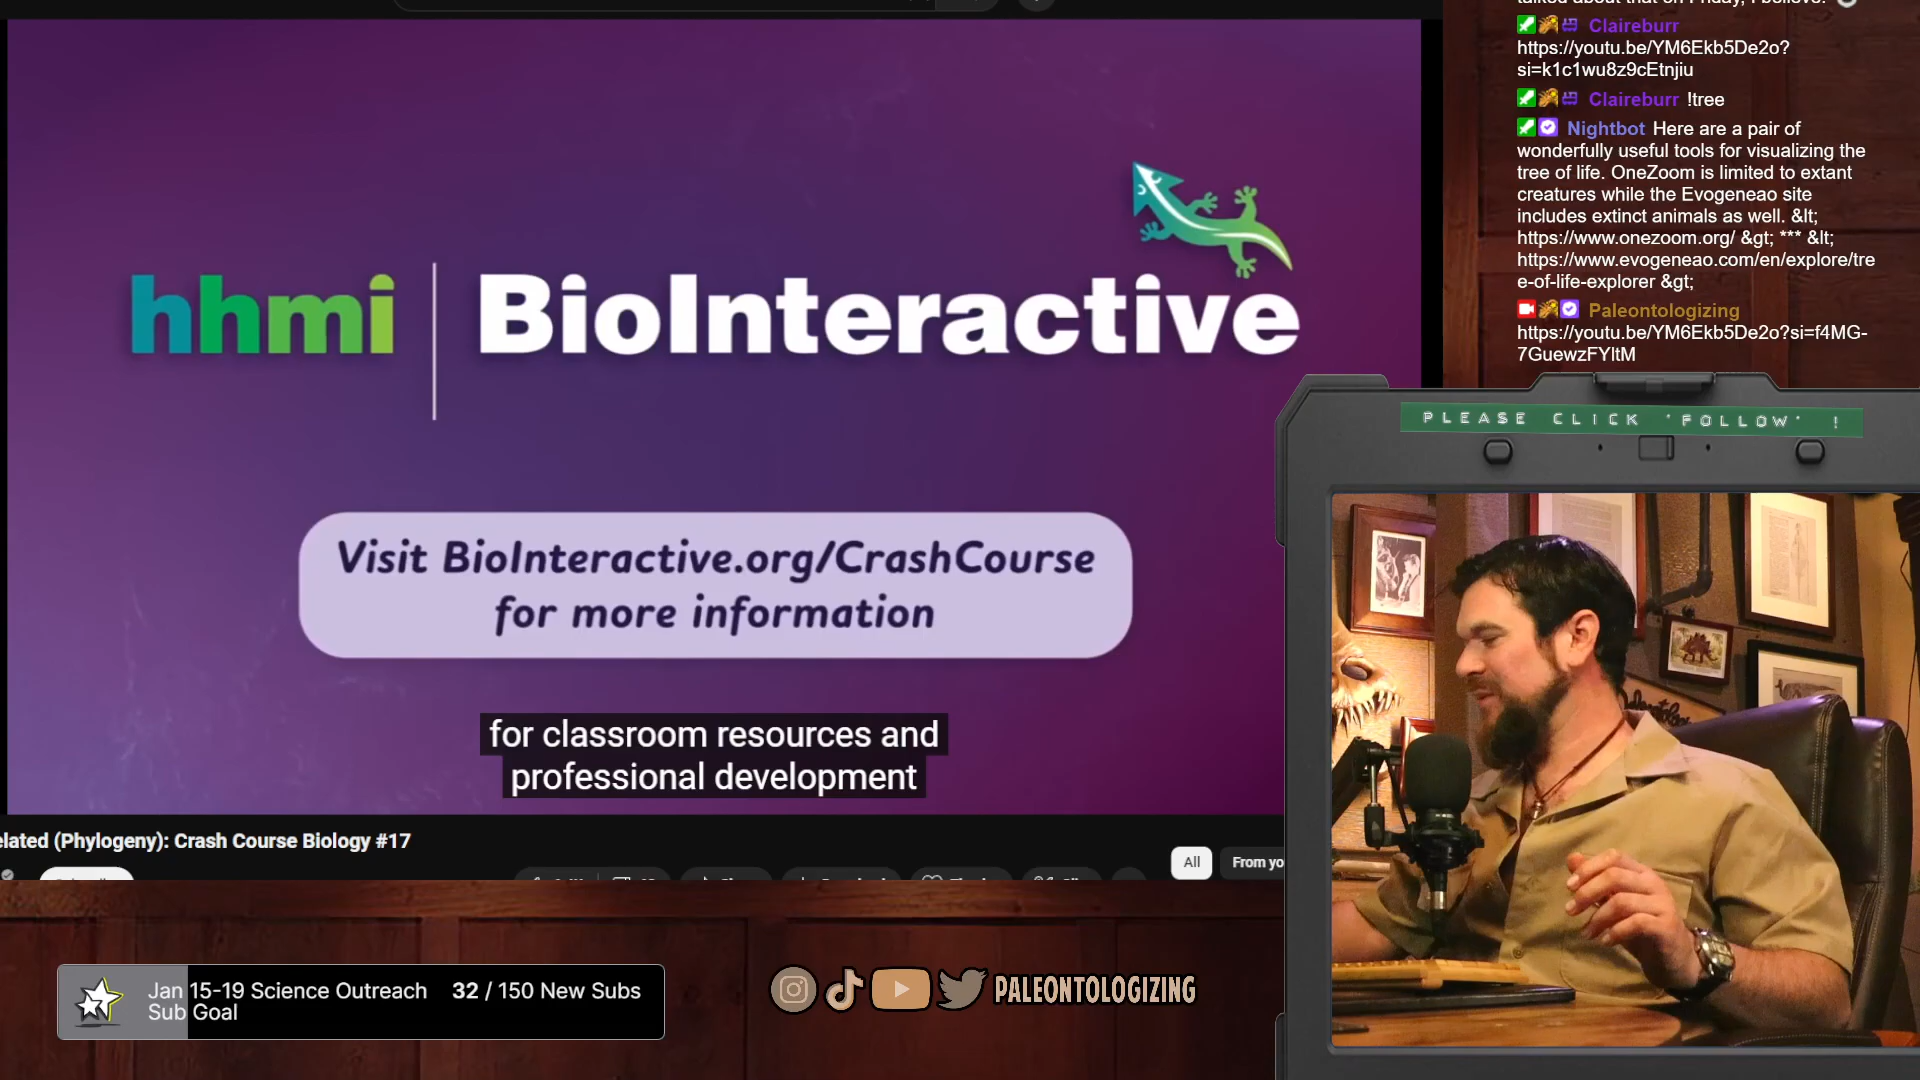 hhmi BioInteractive
Visit BioInteractive.org/CrashCourse
for more information
for classroom resources and
professional development
elated (Phylogeny): Crash Course Biology #17
All From yo
Claireburr
https://youtu.be/YM6Ekb5De2o?
si=k1c1wu8z9cEtnjiu
Claireburr !tree
Nightbot Here are a pair of
wonderfully useful tools for visualizing the
tree of life. OneZoom is limited to extant
creatures while the Evogeneao site
includes extinct animals as well. &lt;
https://www.onezoom.org/ &gt; *** &lt;
https://www.evogeneao.com/en/explore/tre
e-of-life-explorer &gt;
Paleontologizing
https://youtu.be/YM6Ekb5De2o?si=f4MG-
7GuewzFYltM
PLEASE CLICK "FOLLOW" !
Jan 15-19 Science Outreach 32 / 150 New Subs
Sub Goal
PALEONTOLOGIZING